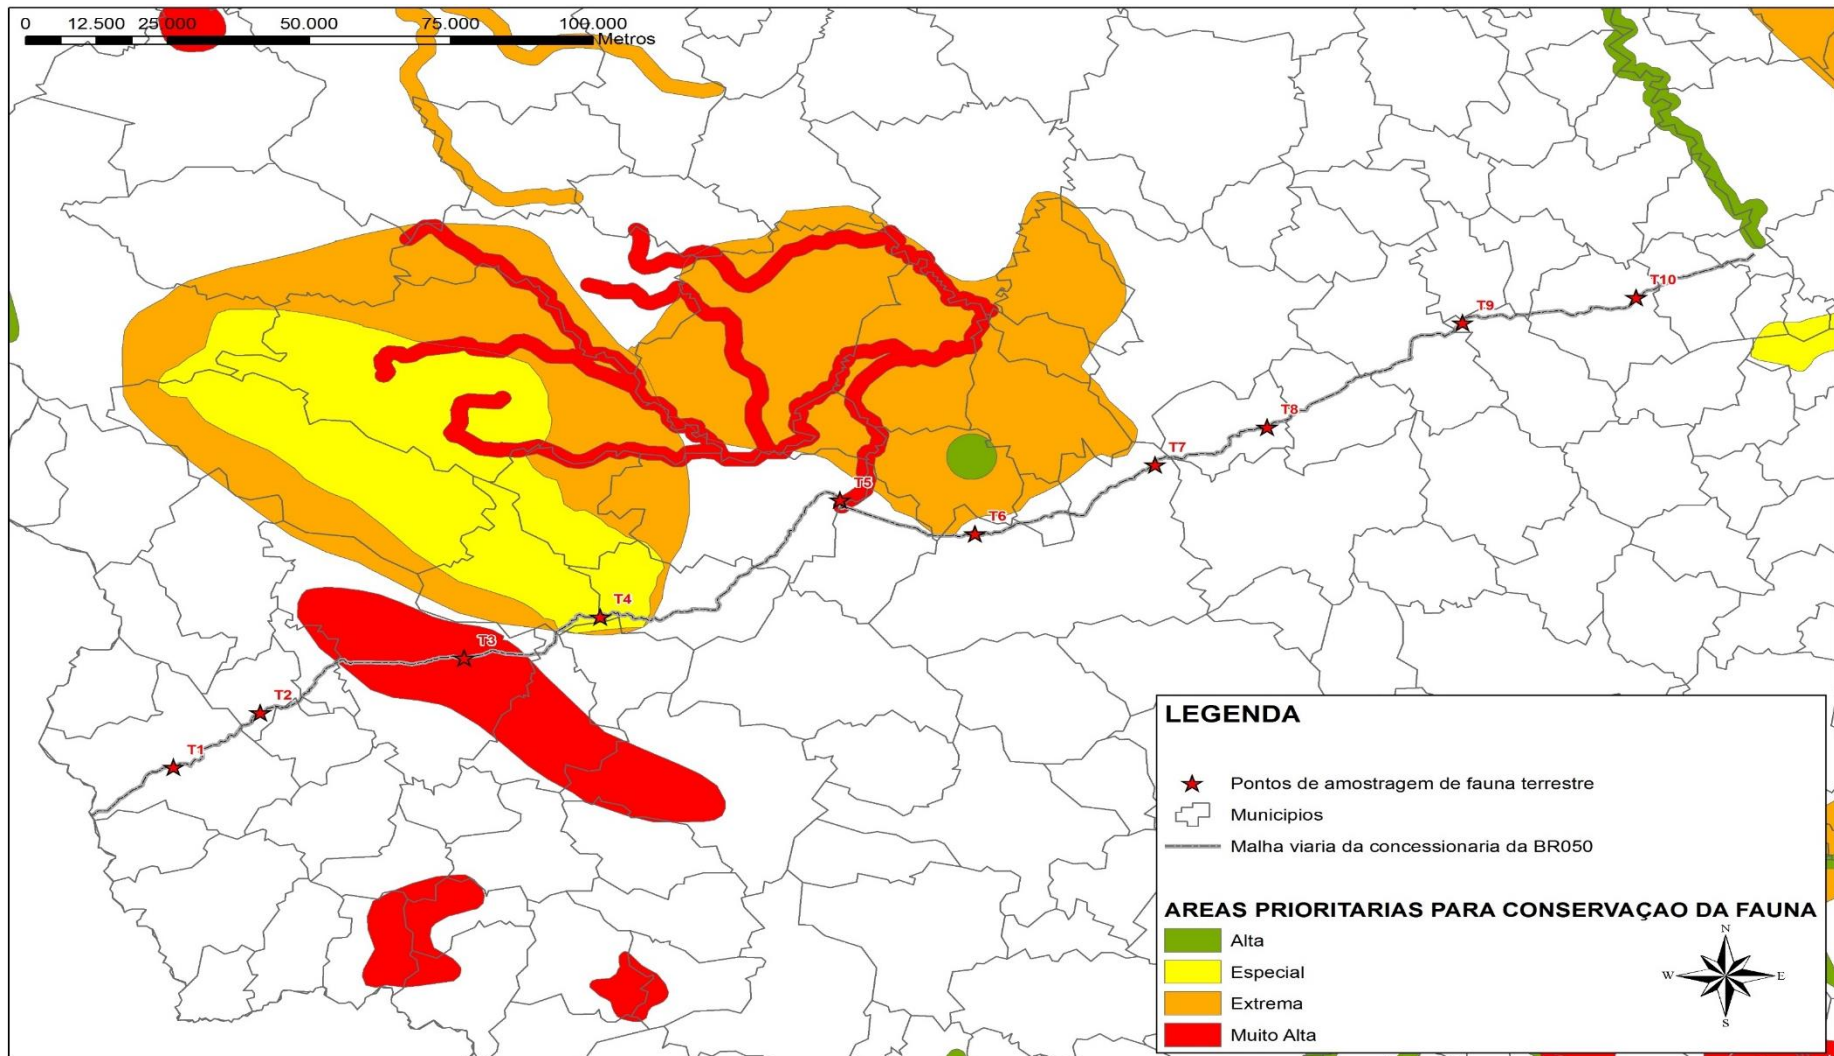 0 12.500 25.000 50.000 75.000 100.000
Metros
T10
T9
T8
T7
T5
T6
T4
T3
T2
T1
LEGENDA
Pontos de amostragem de fauna terrestre
Municipios
Malha viaria da concessionaria da BR050
AREAS PRIORITARIAS PARA CONSERVAÇAO DA FAUNA
Alta
Especial
Extrema
Muito Alta
N
W E
S